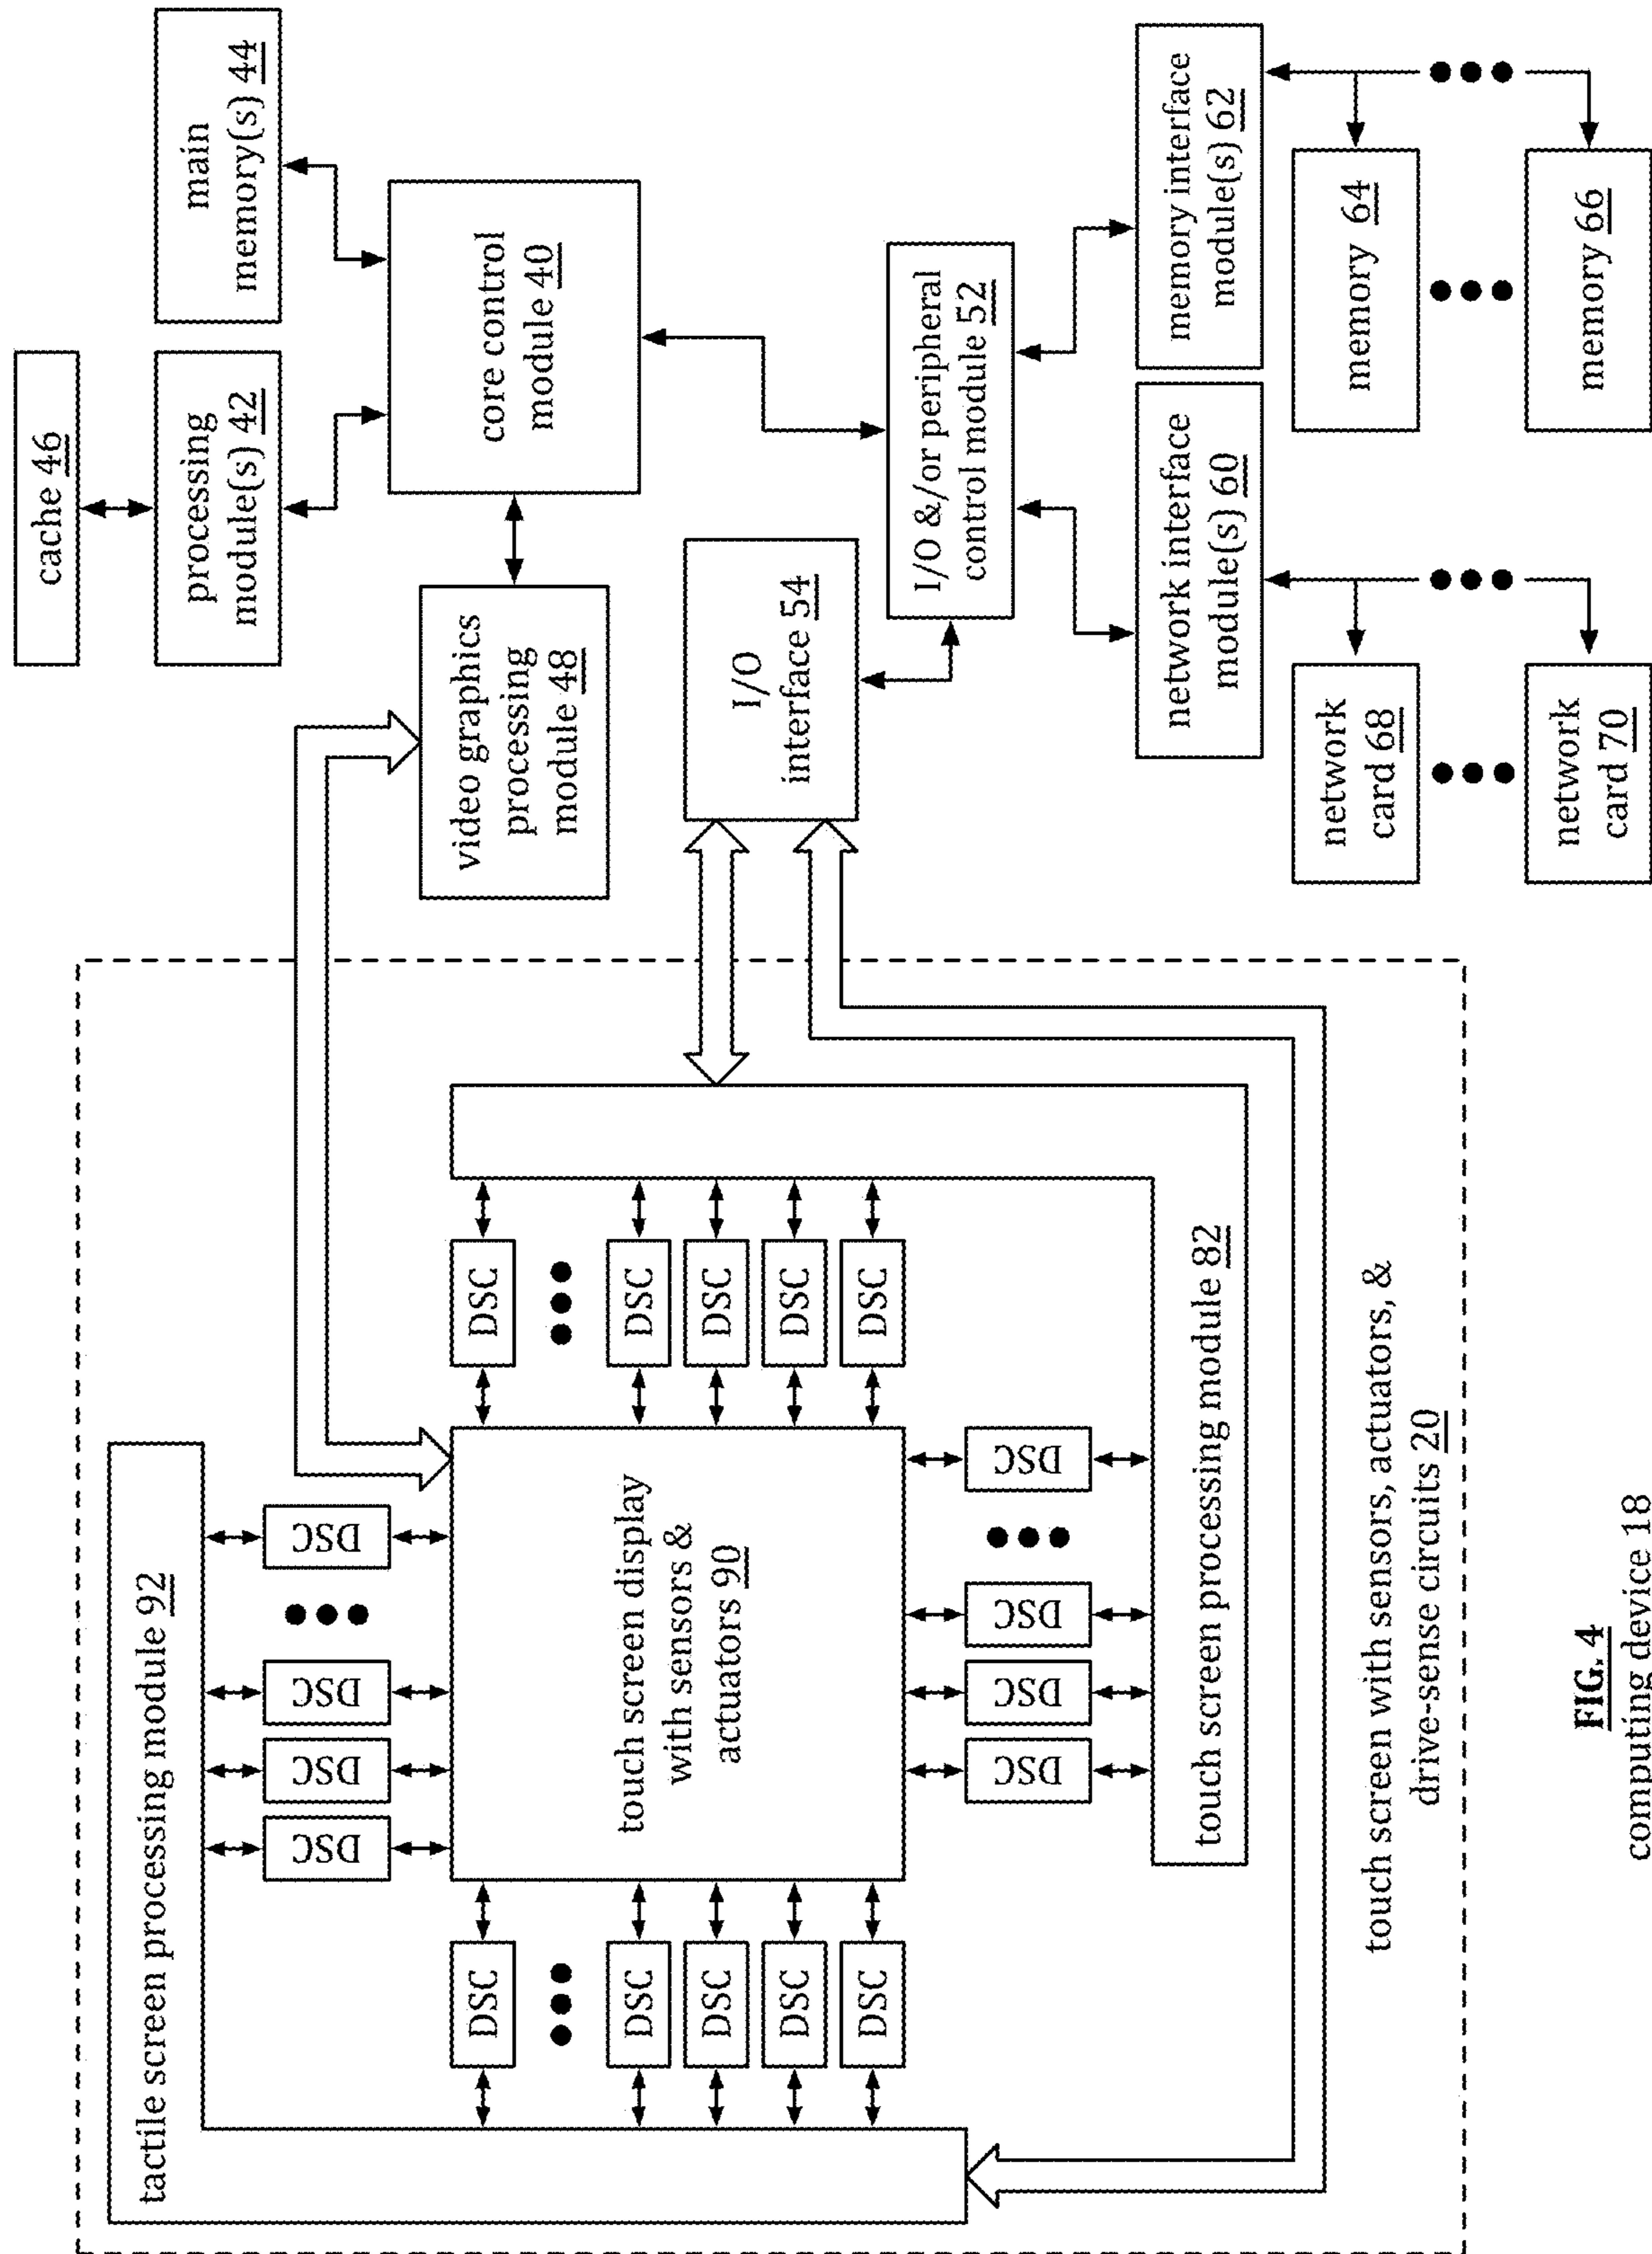 cache 46
tactile screen processing module 92
processing
module(s) 42
main
memory(s) 44
DSC
DSC
DSC
DSC
core control
module 40
video graphics
processing
module 48
DSC
DSC
DSC
DSC
DSC
touch screen display
with sensors &
actuators 90
DSC
DSC
DSC
DSC
DSC
I/O
interface 54
I/O &/or peripheral
control module 52
DSC
DSC
DSC
DSC
touch screen processing module 82
network interface
module(s) 60
memory interface
module(s) 62
network
card 68
memory 64
touch screen with sensors, actuators, &
drive-sense circuits 20
network
card 70
memory 66
FIG. 4
computing device 18